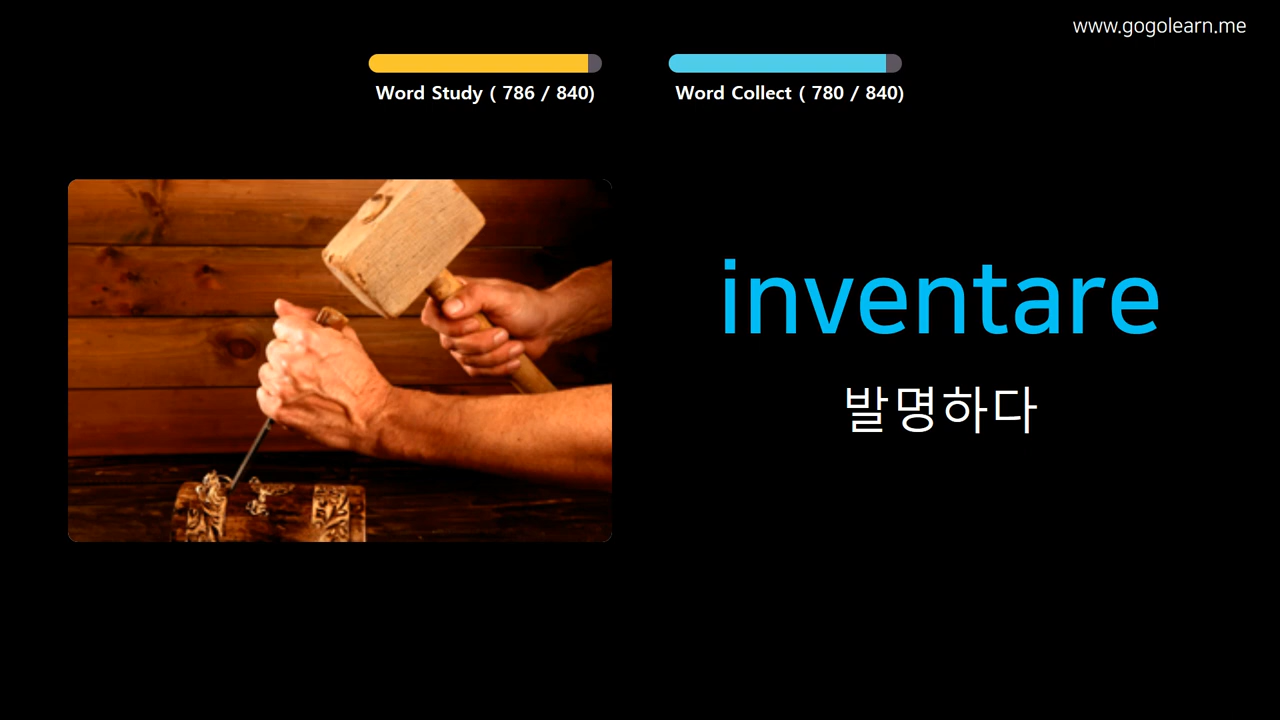 www.gogolearn.me
Word Study ( 786 / 840)
Word Collect ( 780 / 840)
inventare
발명하다